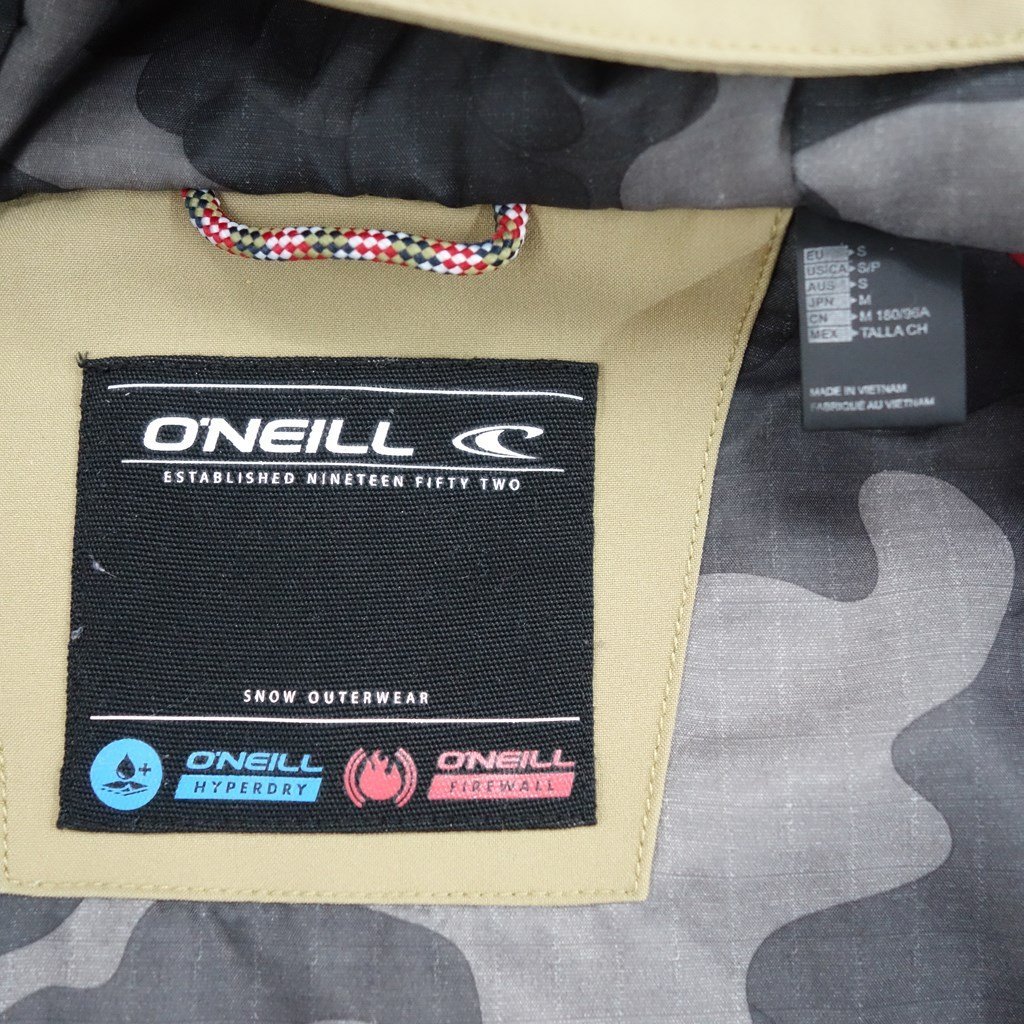 O'NEILL
ESTABLISHED NINETEEN FIFTY TWO
SNOW OUTERWEAR
O'NEILL
HYPERDRY
O'NEILL
FIREWALL
EU S
US/CA S/P
AUS S
JPN M
CN M 180/96A
MEX TALLA CH
MADE IN VIETNAM
FABRIQUE AU VIETNAM